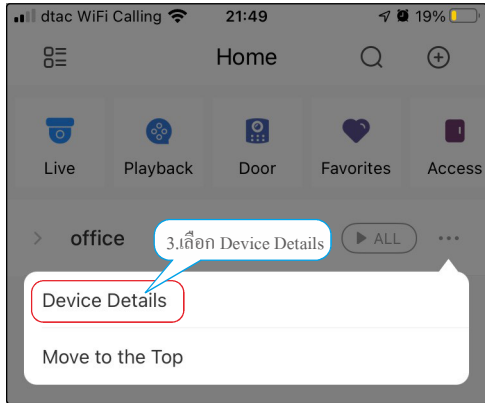 dtac WiFi Calling 21:49 19%
Home
Live Playback Door Favorites Access
office 3.เลือก Device Details ALL
Device Details
Move to the Top